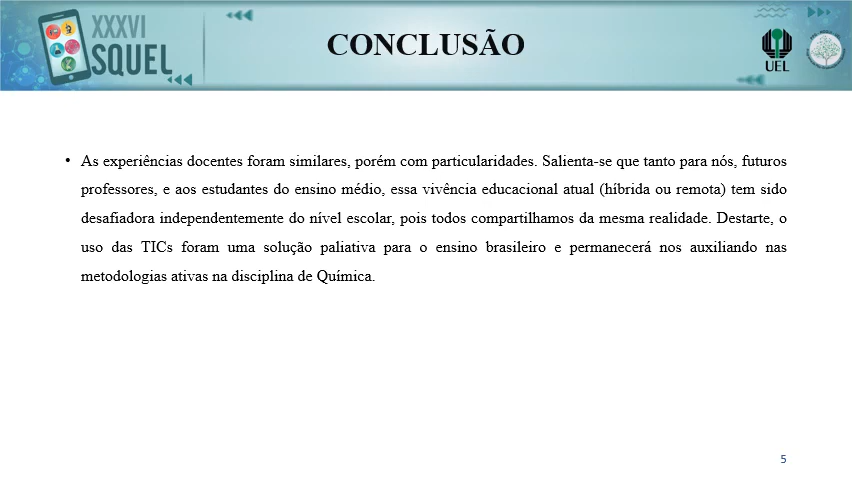 XXXVI
SQUEL
CONCLUSÃO
UEL
• As experiências docentes foram similares, porém com particularidades. Salienta-se que tanto para nós, futuros
professores, e aos estudantes do ensino médio, essa vivência educacional atual (híbrida ou remota) tem sido
desafiadora independentemente do nível escolar, pois todos compartilhamos da mesma realidade. Destarte, o
uso das TICs foram uma solução paliativa para o ensino brasileiro e permanecerá nos auxiliando nas
metodologias ativas na disciplina de Química.
5